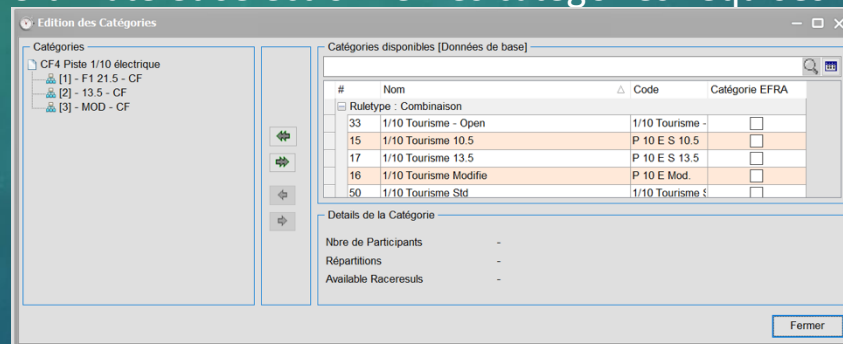 Edition des Catégories
Catégories
CF4 Piste 1/10 électrique
[1] - F1 21.5 - CF
[2] - 13.5 - CF
[3] - MOD - CF
Catégories disponibles [Données de base]
# Nom Code Catégorie EFRA
Ruletype : Combinaison
33 1/10 Tourisme - Open 1/10 Tourisme -
15 1/10 Tourisme 10.5 P 10 E S 10.5
17 1/10 Tourisme 13.5 P 10 E S 13.5
16 1/10 Tourisme Modifie P 10 E Mod.
50 1/10 Tourisme Std 1/10 Tourisme S
Details de la Catégorie
Nbre de Participants -
Répartitions -
Available Raceresuls -
Fermer